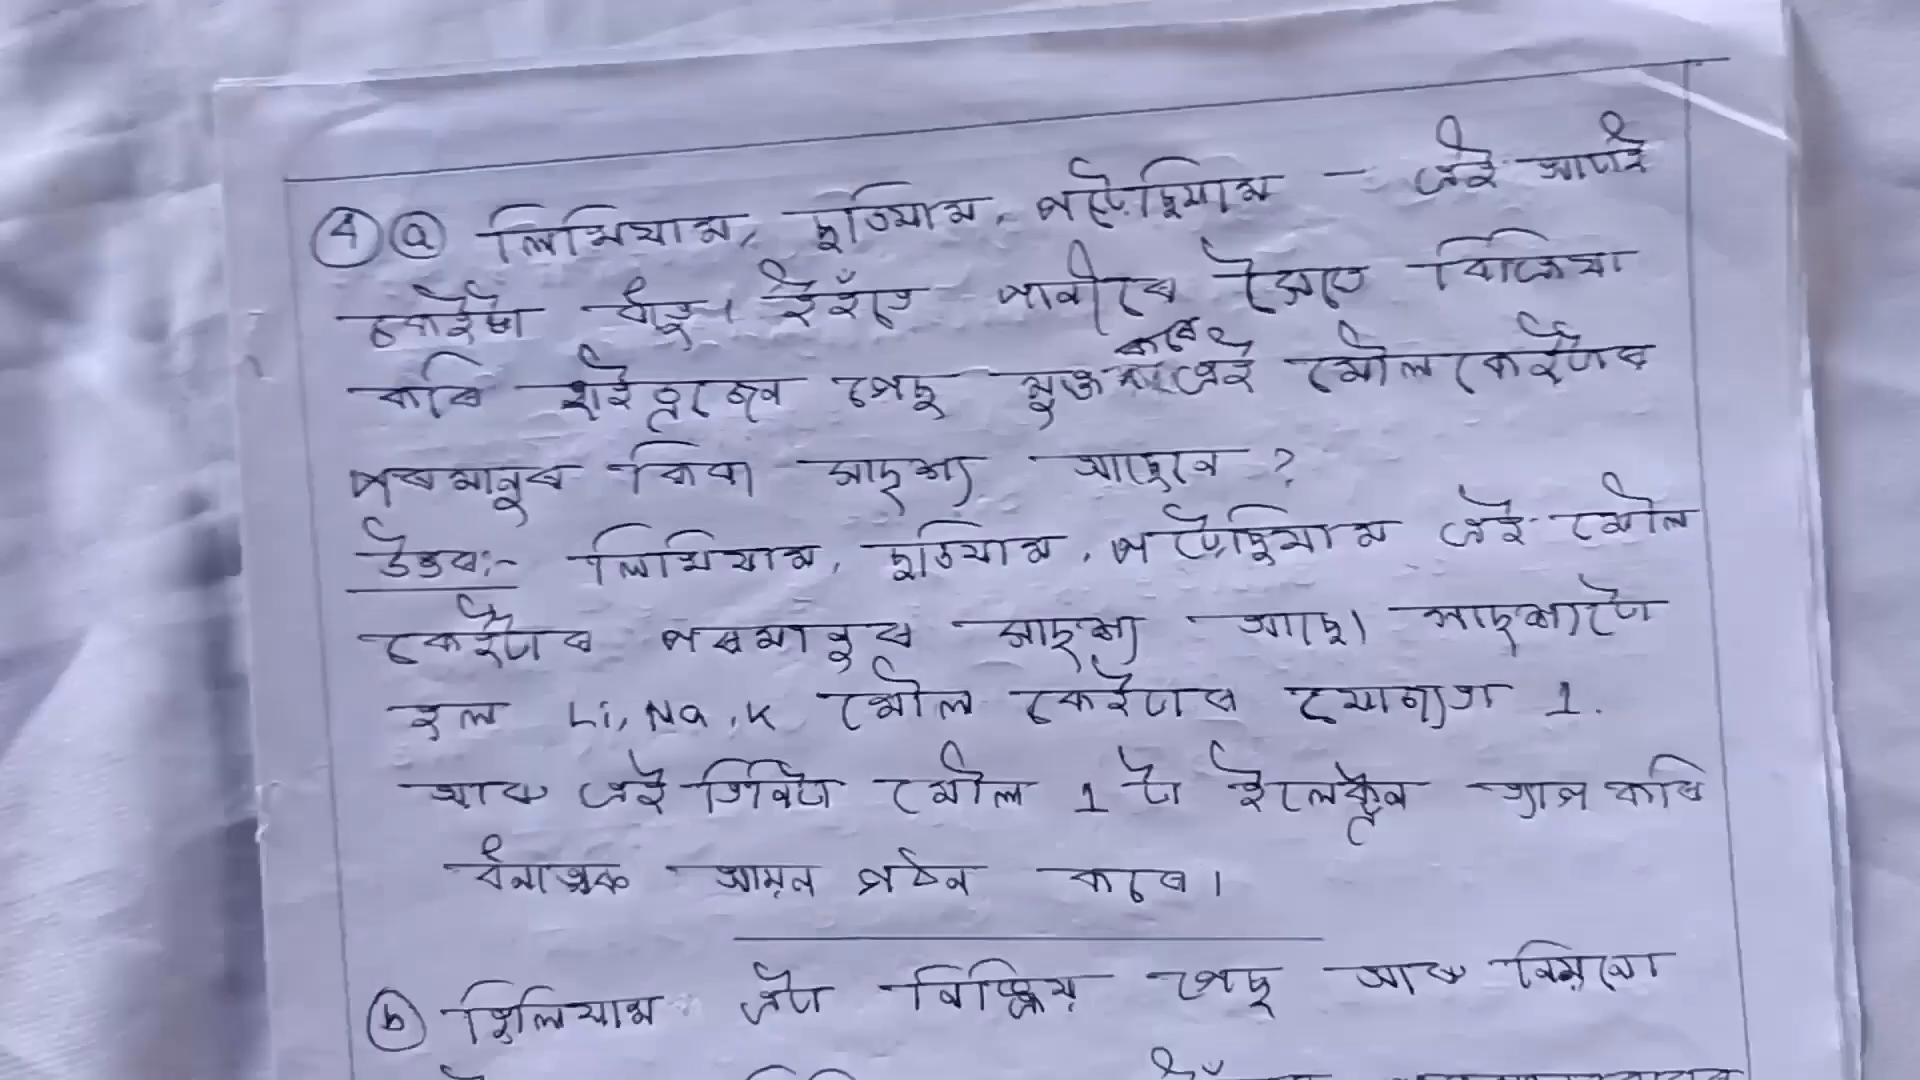 4 a লিথিয়াম, ছডিয়াম, পটেছিয়াম - এই আটাই
কেইটা ধাতু। ইহঁতে পানীৰে সৈতে বিক্ৰিয়া
কৰি হাইড্ৰজেন গেছ মুক্ত কৰে। এই মৌল কেইটাৰ
পৰমানুৰ কিবা সাদৃশ্য আছেনে ?
উত্তৰ:- লিথিয়াম, ছডিয়াম, পটেছিয়াম এই মৌল
কেইটাৰ পৰমানুৰ সাদৃশ্য আছে। সাদৃশ্যটো
হল Li, Na, K মৌল কেইটাৰ যোজ্যতা 1.
আৰু এই তিনিটা মৌল 1 টা ইলেক্ট্ৰন ত্যাগ কৰি
ধনাত্মক আয়ন গঠন কৰে।
b হিলিয়াম এটা নিষ্ক্ৰিয় গেছ আৰু নিয়নো